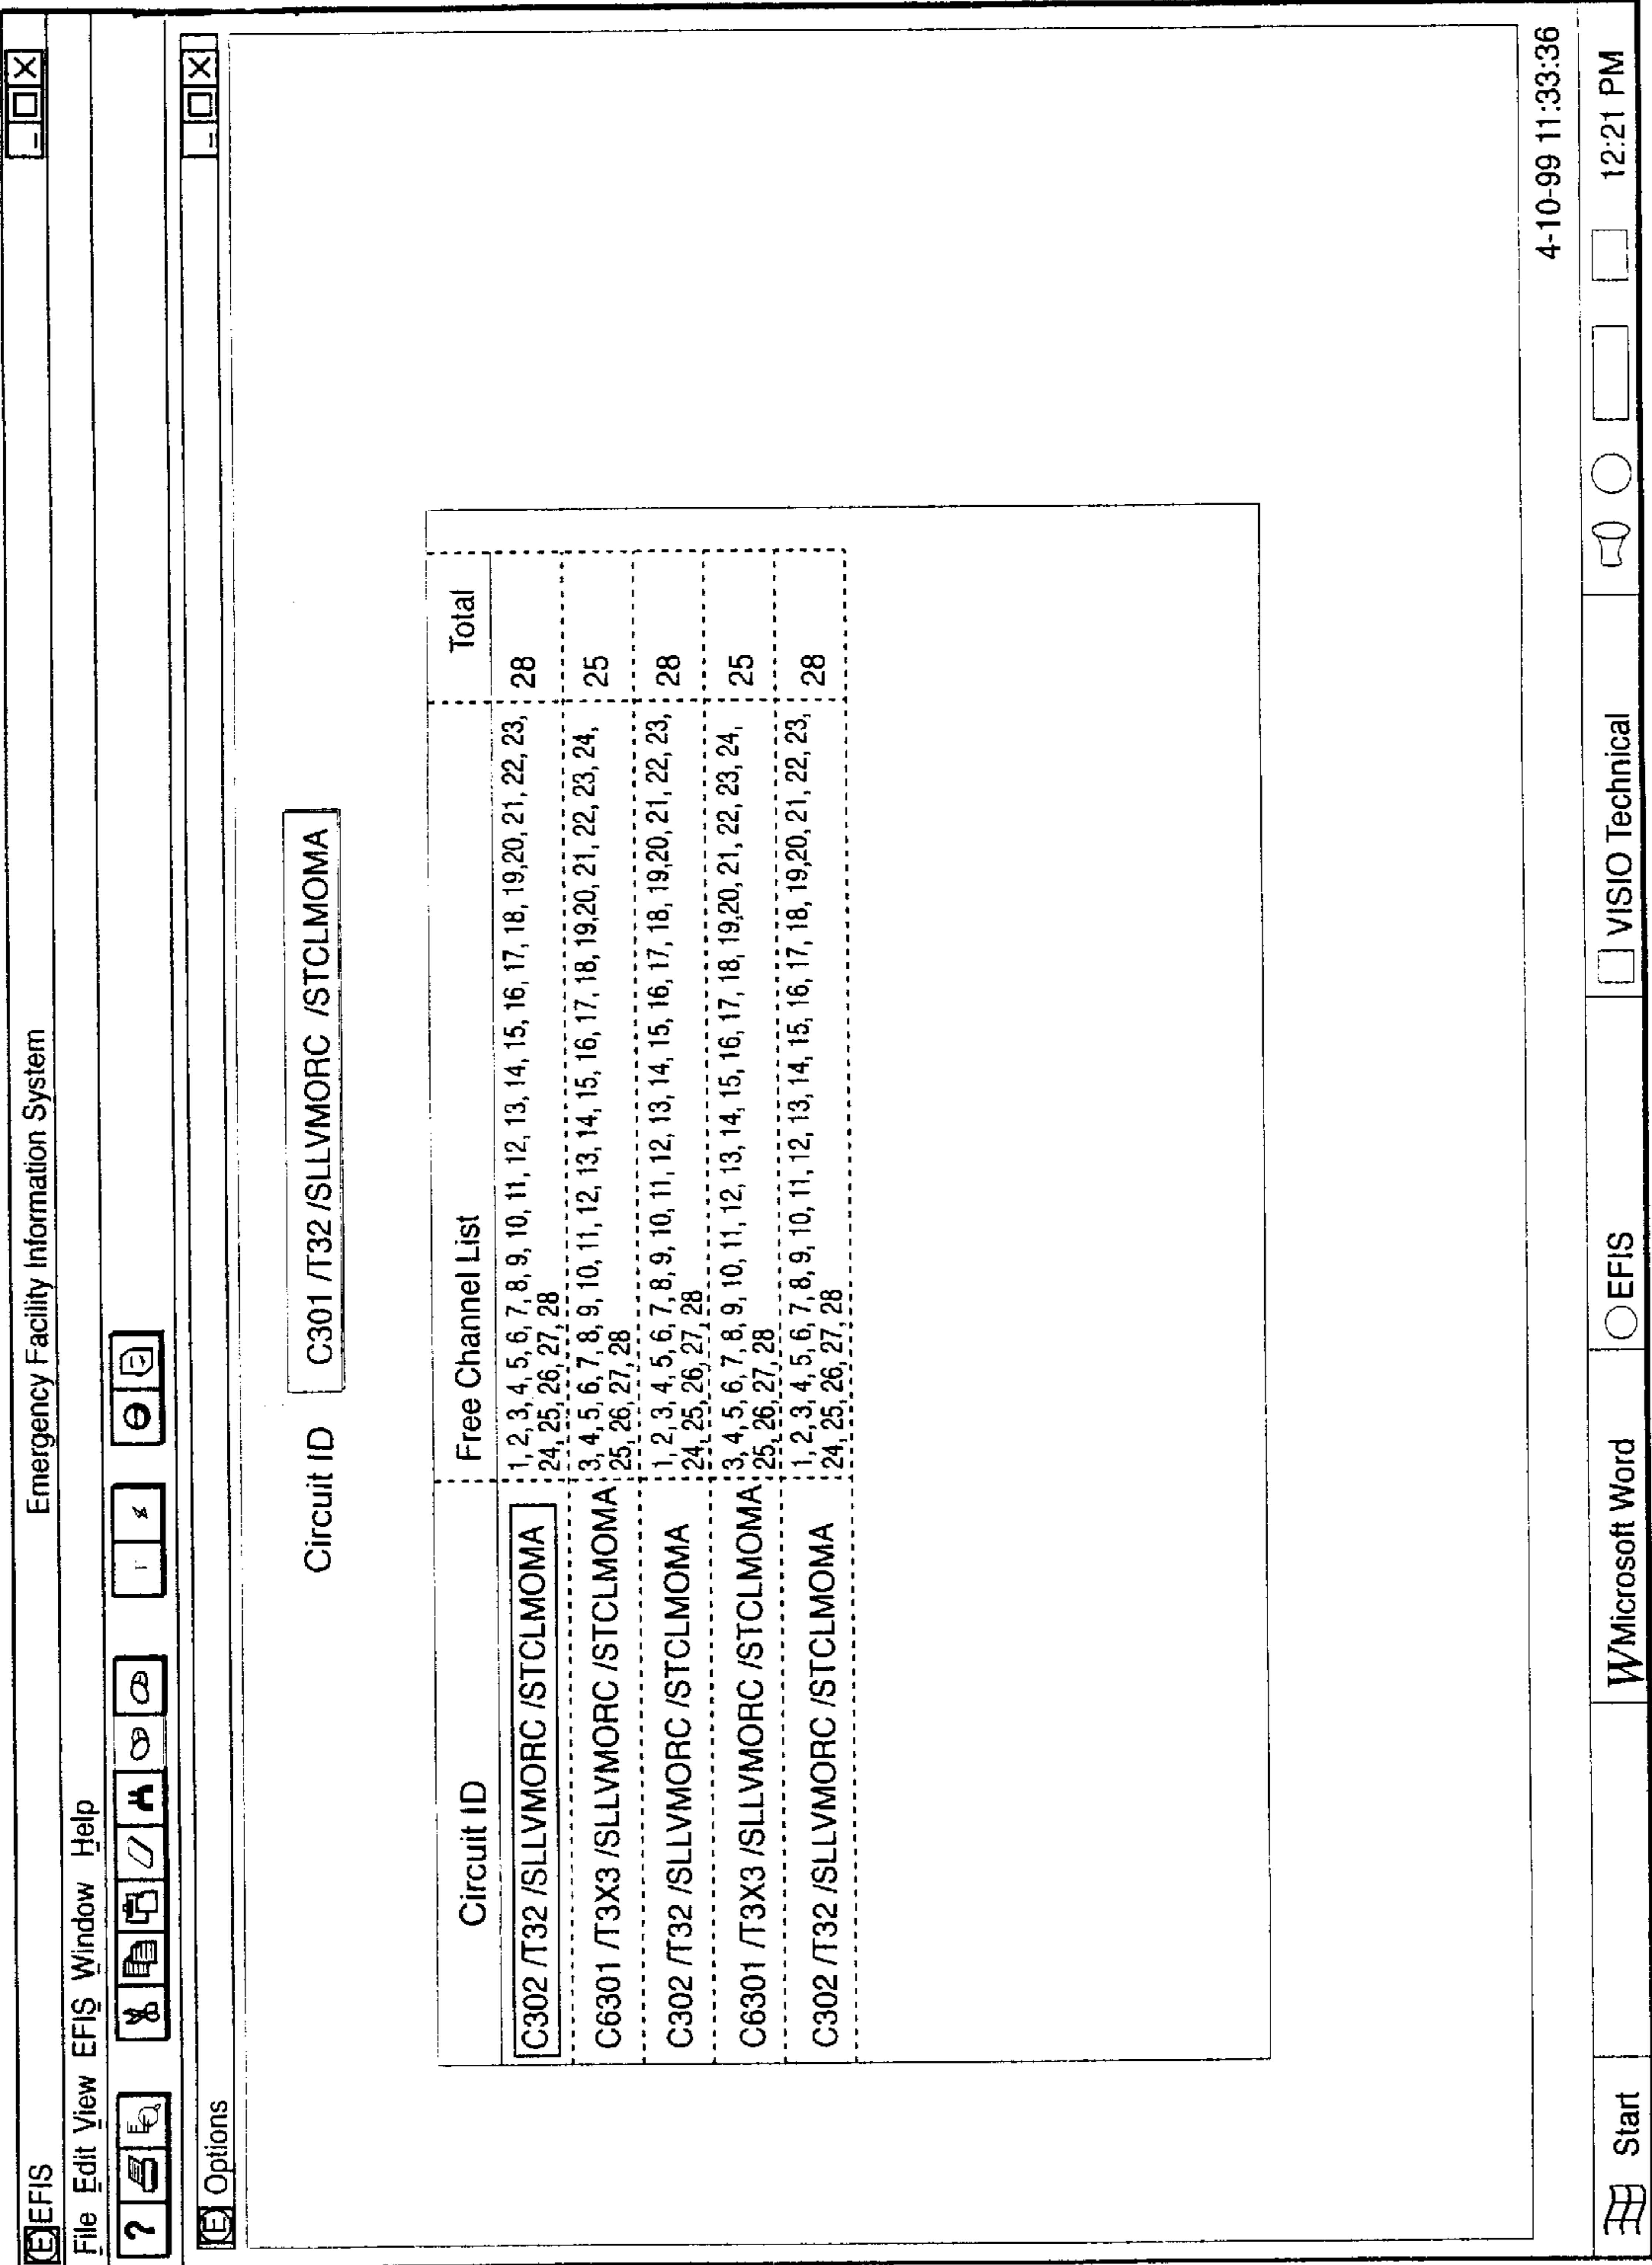 EEFIS Emergency Facility Information System
File Edit View EFIS Window Help
?
E Options
Circuit ID C301 /T32 /SLLVMORC /STCLMOMA
Circuit ID Free Channel List Total
C302 /T32 /SLLVMORC /STCLMOMA 1, 2, 3, 4, 5, 6, 7, 8, 9, 10, 11, 12, 13, 14, 15, 16, 17, 18, 19,20, 21, 22, 23, 28
24, 25, 26, 27, 28
C6301 /T3X3 /SLLVMORC /STCLMOMA 3, 4, 5, 6, 7, 8, 9, 10, 11, 12, 13, 14, 15, 16, 17, 18, 19,20, 21, 22, 23, 24, 25
25, 26, 27, 28
C302 /T32 /SLLVMORC /STCLMOMA 1, 2, 3, 4, 5, 6, 7, 8, 9, 10, 11, 12, 13, 14, 15, 16, 17, 18, 19,20, 21, 22, 23, 28
24, 25, 26, 27, 28
C6301 /T3X3 /SLLVMORC /STCLMOMA 3, 4, 5, 6, 7, 8, 9, 10, 11, 12, 13, 14, 15, 16, 17, 18, 19,20, 21, 22, 23, 24, 25
25, 26, 27, 28
C302 /T32 /SLLVMORC /STCLMOMA 1, 2, 3, 4, 5, 6, 7, 8, 9, 10, 11, 12, 13, 14, 15, 16, 17, 18, 19,20, 21, 22, 23, 28
24, 25, 26, 27, 28
4-10-99 11:33:36
Start WMicrosoft Word EFIS VISIO Technical 12:21 PM